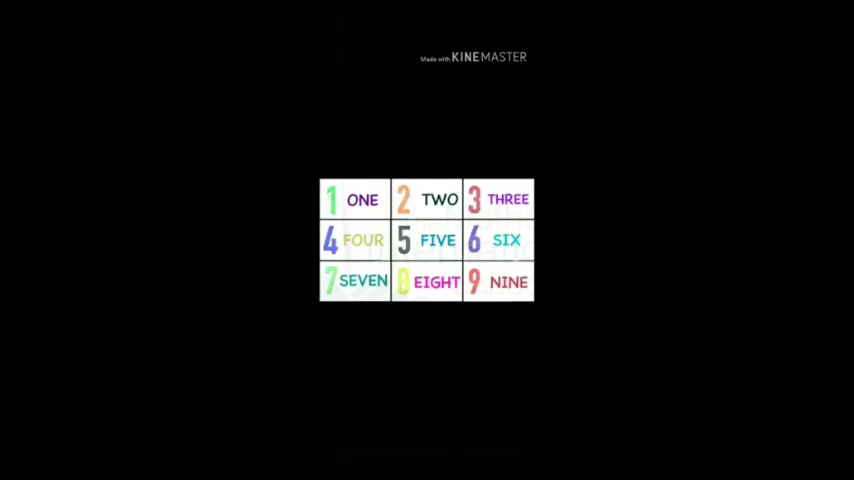 Made with KINEMASTER
1 ONE 2 TWO 3 THREE
4 FOUR 5 FIVE 6 SIX
7 SEVEN 8 EIGHT 9 NINE